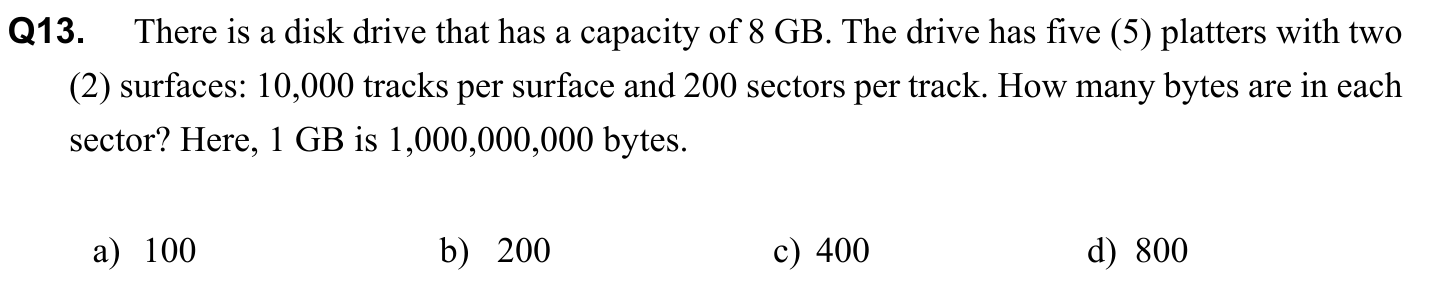 Q13. There is a disk drive that has a capacity of 8 GB. The drive has five (5) platters with two
(2) surfaces: 10,000 tracks per surface and 200 sectors per track. How many bytes are in each
sector? Here, 1 GB is 1,000,000,000 bytes.
a) 100 b) 200 c) 400 d) 800